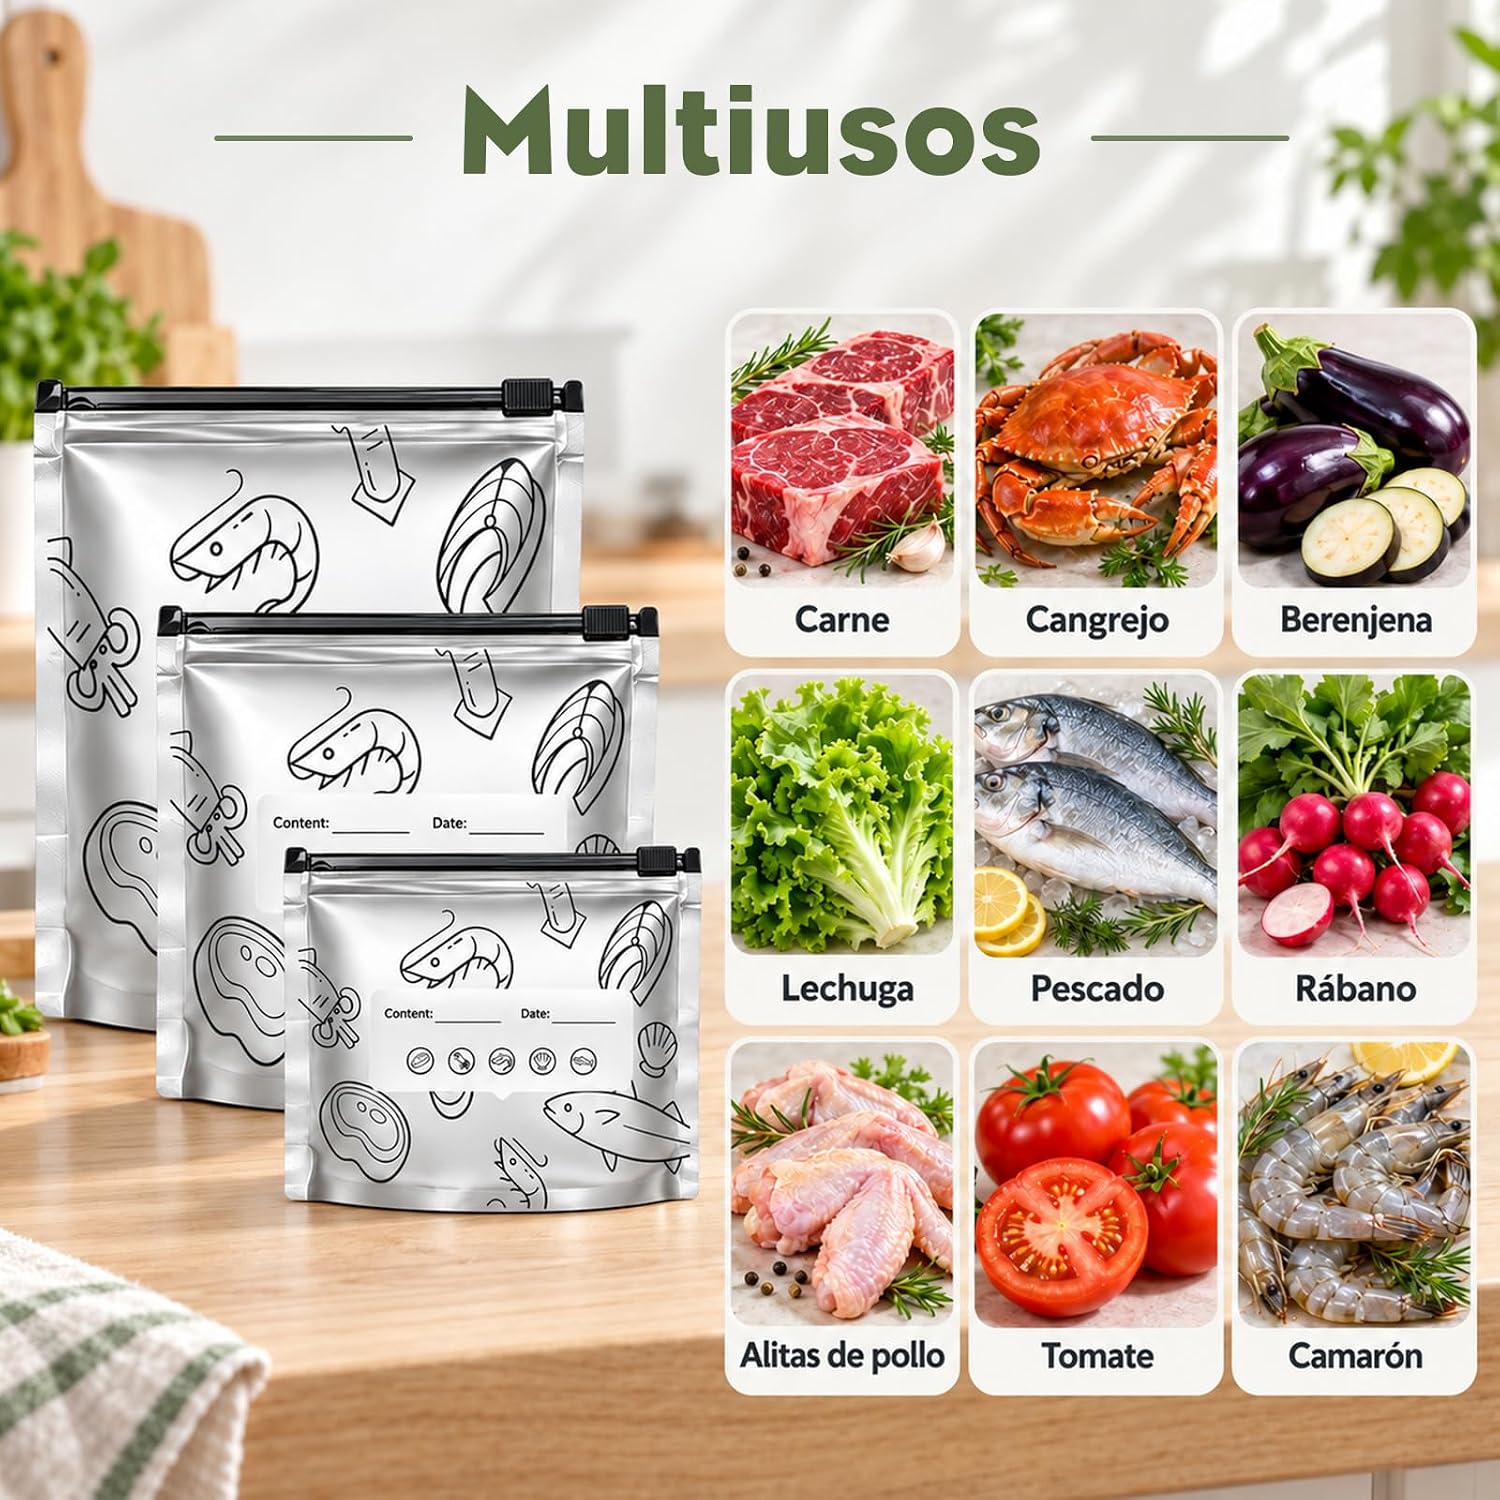 Multiusos
Carne
Cangrejo
Berenjena
Content: Date:
Lechuga
Pescado
Rábano
Content: Date:
Alitas de pollo
Tomate
Camarón